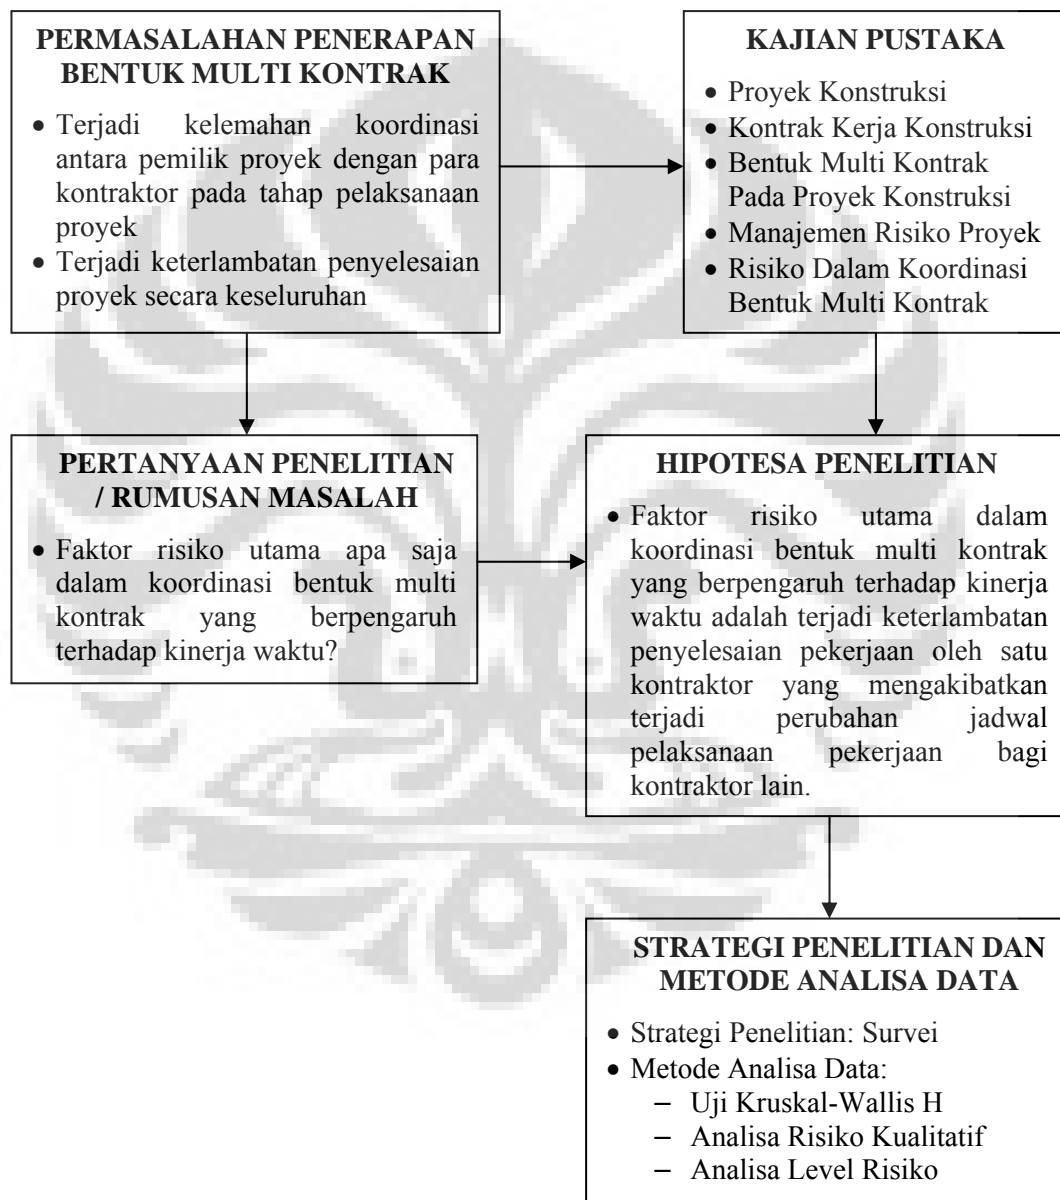 PERMASALAHAN PENERAPAN
BENTUK MULTI KONTRAK
• Terjadi kelemahan koordinasi
antara pemilik proyek dengan para
kontraktor pada tahap pelaksanaan
proyek
• Terjadi keterlambatan penyelesaian
proyek secara keseluruhan
KAJIAN PUSTAKA
• Proyek Konstruksi
• Kontrak Kerja Konstruksi
• Bentuk Multi Kontrak
Pada Proyek Konstruksi
• Manajemen Risiko Proyek
• Risiko Dalam Koordinasi
Bentuk Multi Kontrak
PERTANYAAN PENELITIAN
/ RUMUSAN MASALAH
• Faktor risiko utama apa saja
dalam koordinasi bentuk multi
kontrak yang berpengaruh
terhadap kinerja waktu?
HIPOTESA PENELITIAN
• Faktor risiko utama dalam
koordinasi bentuk multi kontrak
yang berpengaruh terhadap kinerja
waktu adalah terjadi keterlambatan
penyelesaian pekerjaan oleh satu
kontraktor yang mengakibatkan
terjadi perubahan jadwal
pelaksanaan pekerjaan bagi
kontraktor lain.
STRATEGI PENELITIAN DAN
METODE ANALISA DATA
• Strategi Penelitian: Survei
• Metode Analisa Data:
– Uji Kruskal-Wallis H
– Analisa Risiko Kualitatif
– Analisa Level Risiko